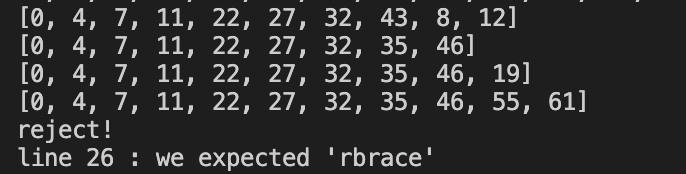 [0, 4, 7, 11, 22, 27, 32, 43, 8, 12]
[0, 4, 7, 11, 22, 27, 32, 35, 46]
[0, 4, 7, 11, 22, 27, 32, 35, 46, 19]
[0, 4, 7, 11, 22, 27, 32, 35, 46, 55, 61]
reject!
line 26 : we expected 'rbrace'